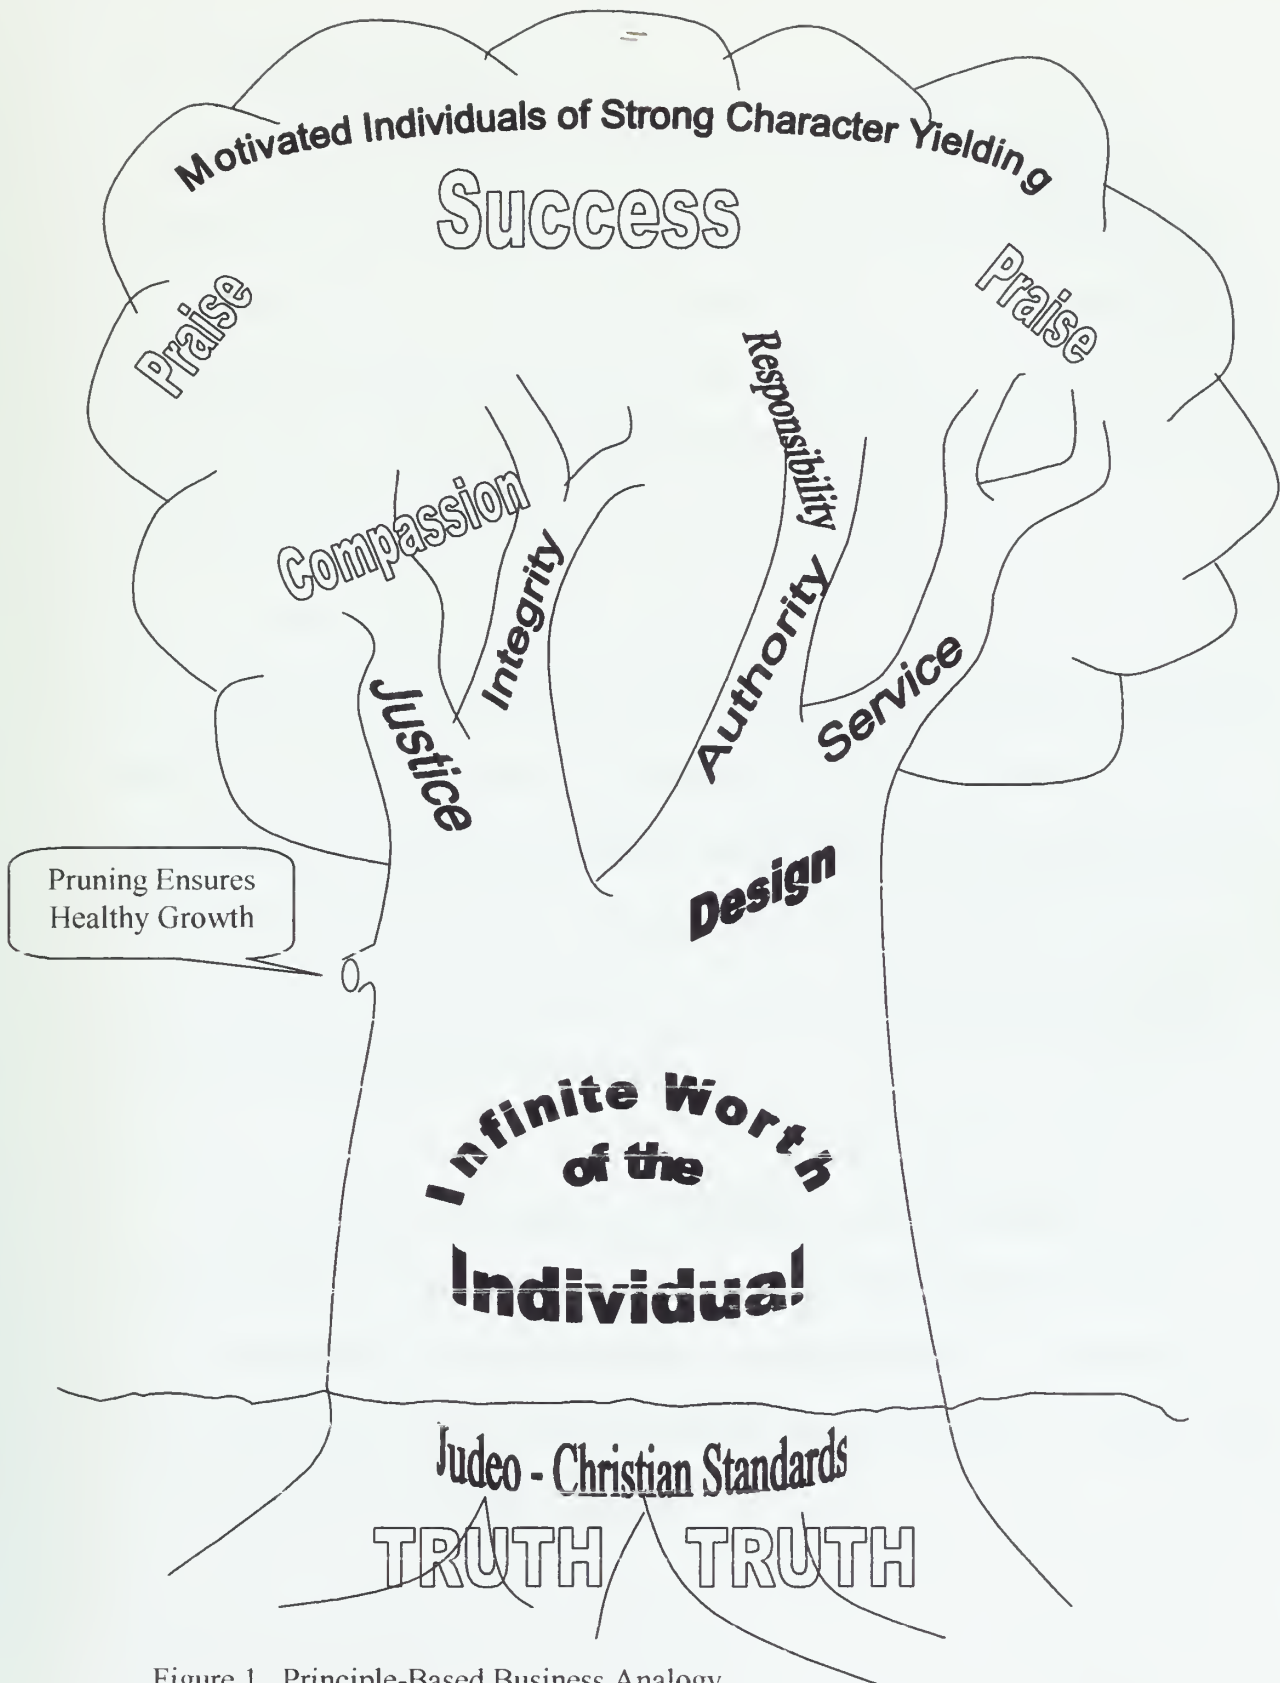 Motivated Individuals of Strong Character Yielding
Success
Praise
Praise
Responsibility
Compassion
Integrity
Authority
Service
Justice
Design
Pruning Ensures
Healthy Growth
Infinite Worth
of the
Individual
Judeo - Christian Standards
TRUTH TRUTH
Figure 1. Principle-Based Business Analogy